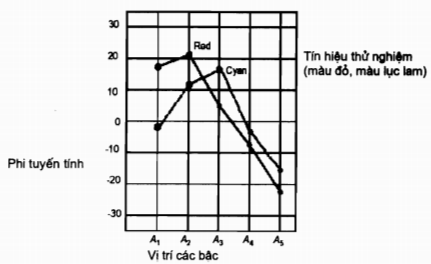 30
20
10
0
-10
-20
-30
Red
Cyan
Tín hiệu thử nghiệm
(màu đỏ, màu lục lam)
Phi tuyến tính
A1 A2 A3 A4 A5
Vị trí các bậc